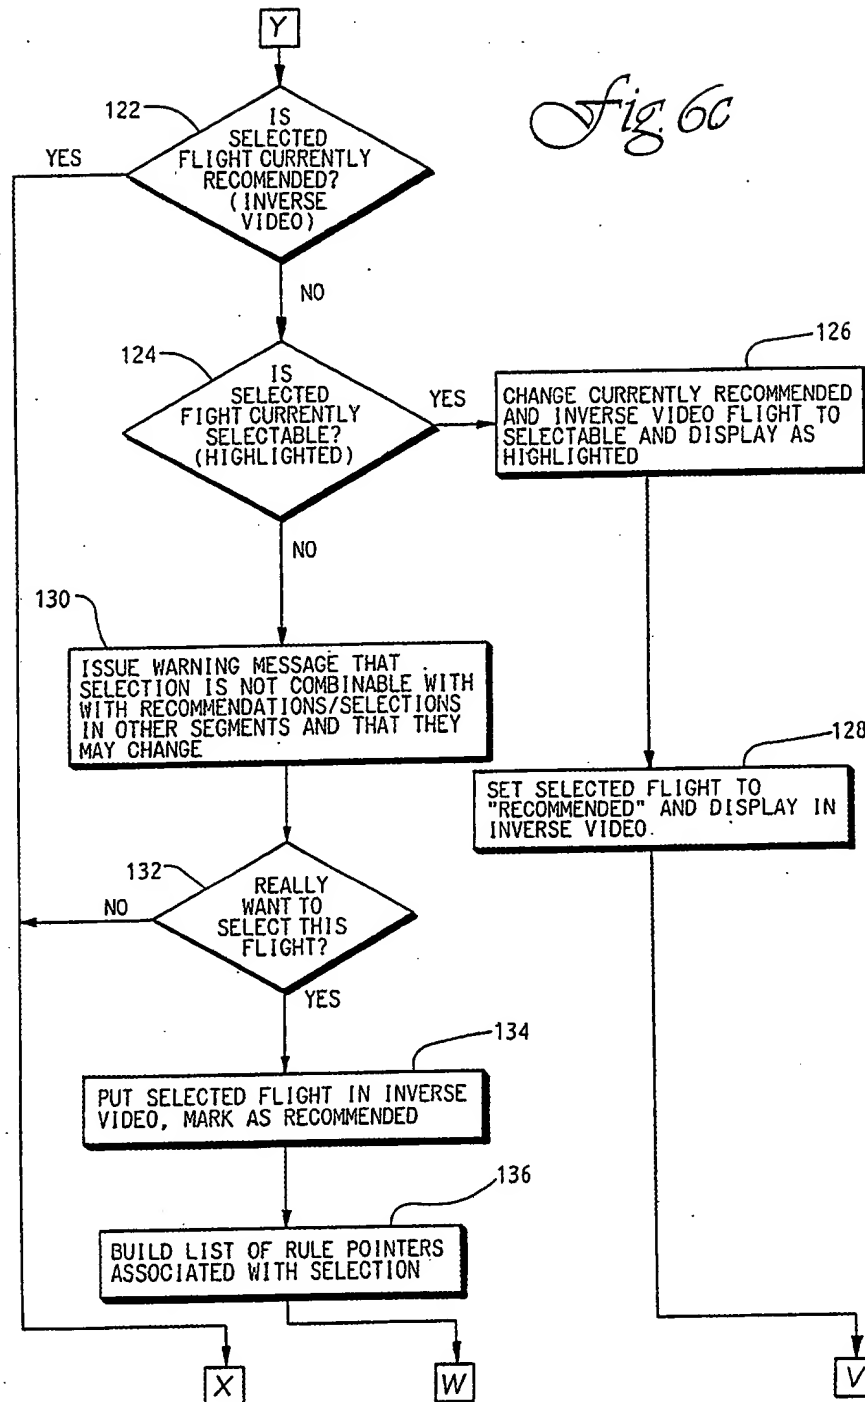 Y
Fig. 6c
122
IS
SELECTED
FLIGHT CURRENTLY
RECOMENDED?
(INVERSE
VIDEO)
YES
NO
124
IS
SELECTED
FIGHT CURRENTLY
SELECTABLE?
(HIGHLIGHTED)
YES
NO
126
CHANGE CURRENTLY RECOMMENDED
AND INVERSE VIDEO FLIGHT TO
SELECTABLE AND DISPLAY AS
HIGHLIGHTED
130
ISSUE WARNING MESSAGE THAT
SELECTION IS NOT COMBINABLE WITH
WITH RECOMMENDATIONS/SELECTIONS
IN OTHER SEGMENTS AND THAT THEY
MAY CHANGE
128
SET SELECTED FLIGHT TO
"RECOMMENDED" AND DISPLAY IN
INVERSE VIDEO.
132
REALLY
WANT TO
SELECT THIS
FLIGHT?
NO
YES
134
PUT SELECTED FLIGHT IN INVERSE
VIDEO, MARK AS RECOMMENDED
136
BUILD LIST OF RULE POINTERS
ASSOCIATED WITH SELECTION
X
W
V